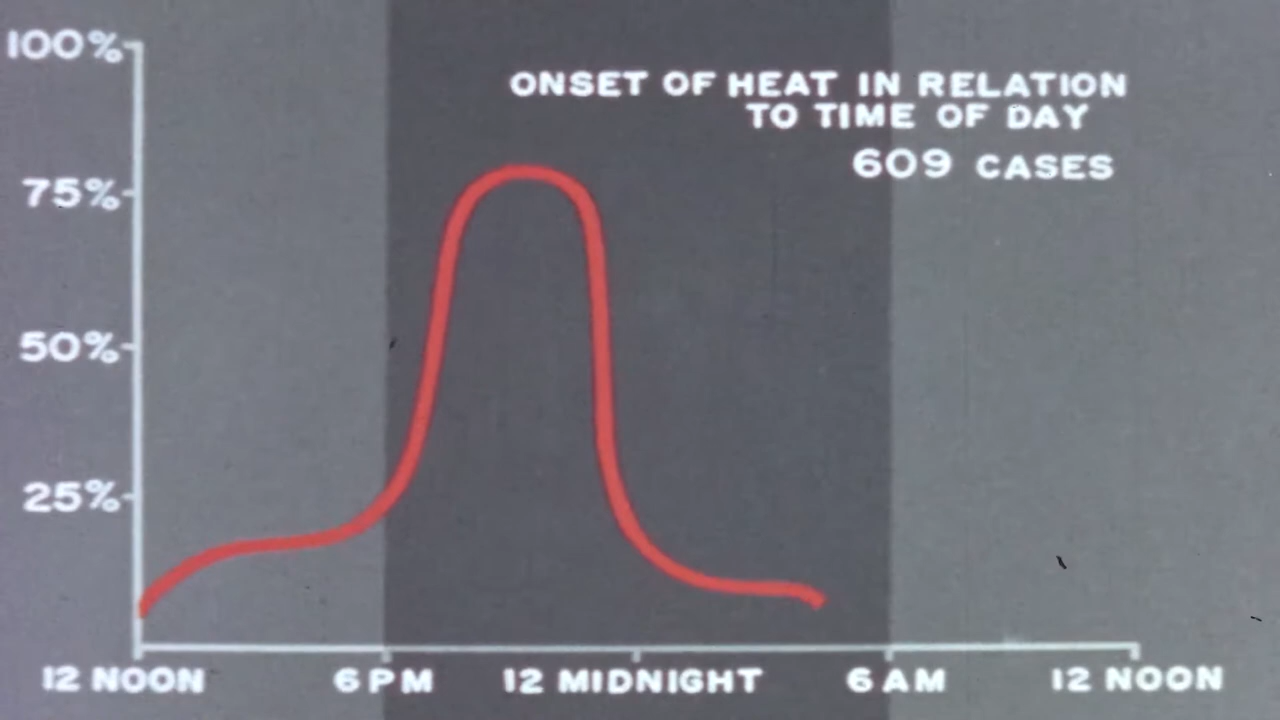 100%
ONSET OF HEAT IN RELATION
TO TIME OF DAY
609 CASES
75%
50%
25%
12 NOON 6 PM 12 MIDNIGHT 6 AM 12 NOON